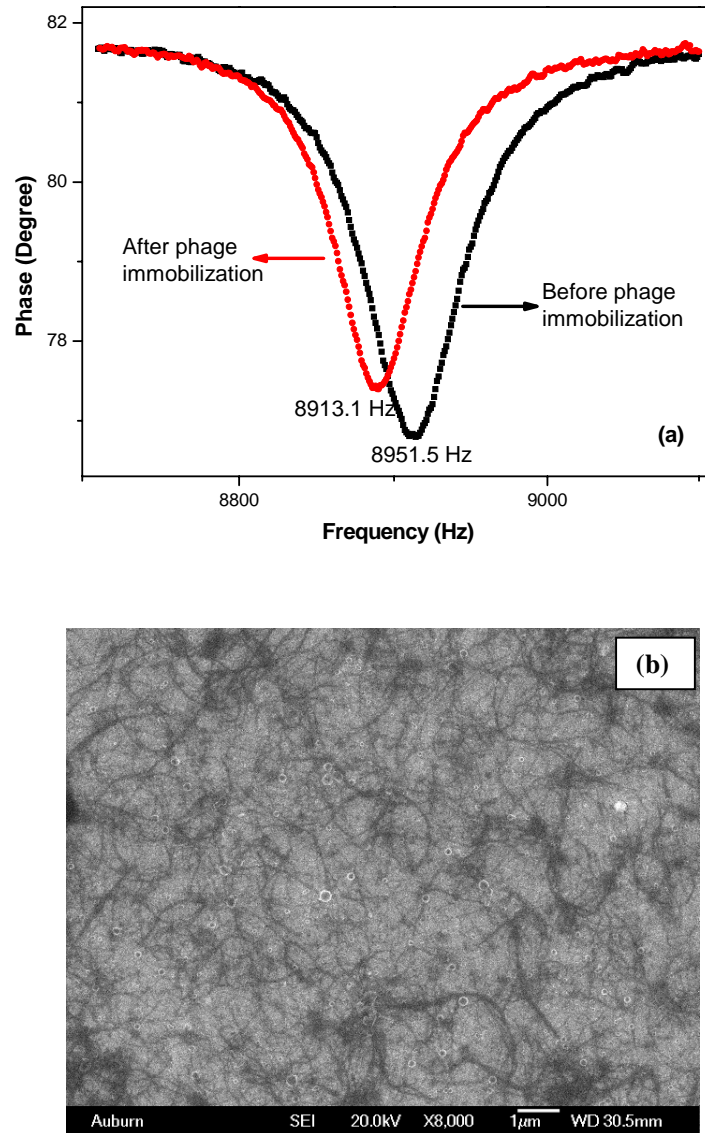 82
80
78
Phase (Degree)
After phage
immobilization
Before phage
immobilization
8913.1 Hz
8951.5 Hz
(a)
8800
9000
Frequency (Hz)
(b)
Auburn SEI 20.0kV X8,000 1μm WD 30.5mm